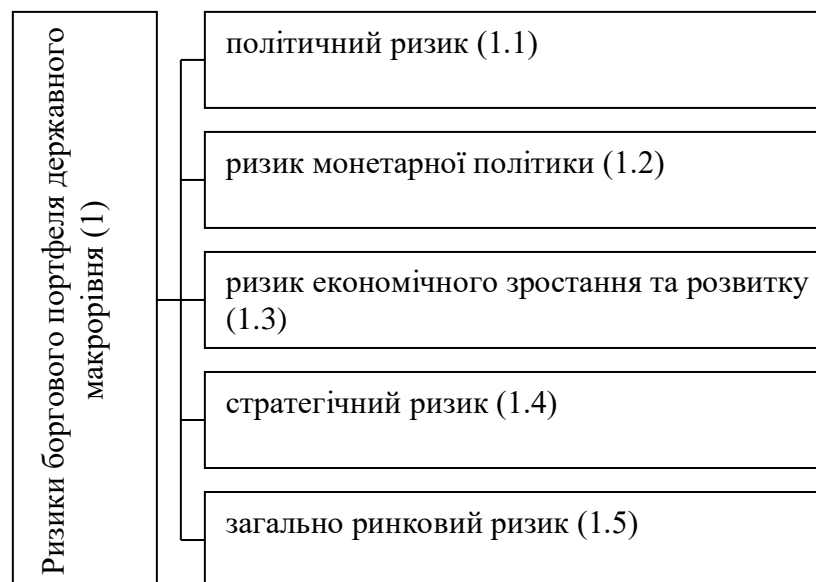 Ризики боргового портфеля державного
макрорівня (1)
політичний ризик (1.1)
ризик монетарної політики (1.2)
ризик економічного зростання та розвитку
(1.3)
стратегічний ризик (1.4)
загально ринковий ризик (1.5)